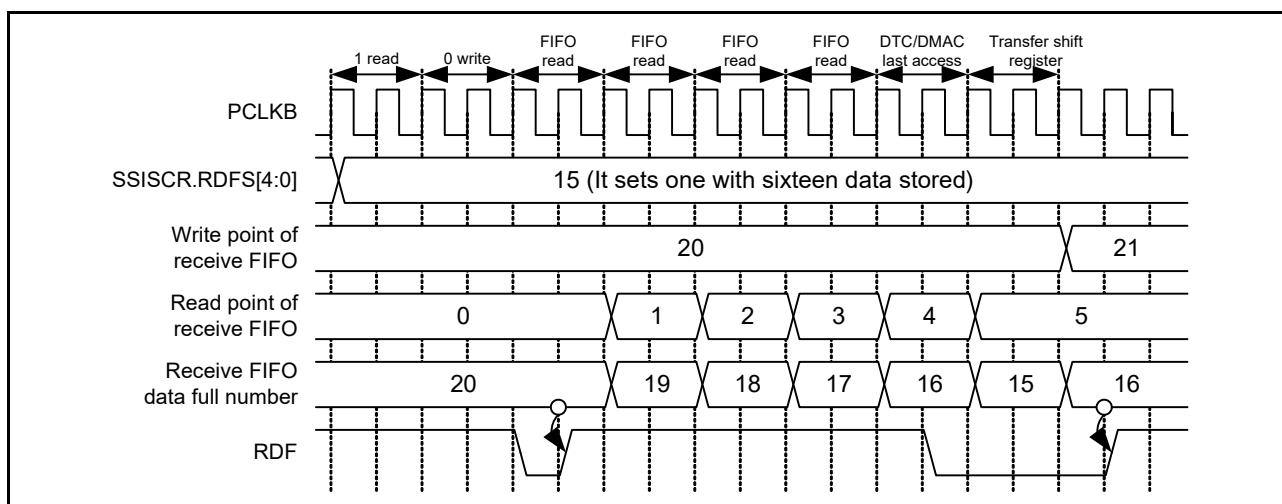 1 read
0 write
FIFO
read
FIFO
read
FIFO
read
FIFO
read
DTC/DMAC
last access
Transfer shift
register
PCLKB
SSISCR.RDFS[4:0]
15 (It sets one with sixteen data stored)
Write point of
receive FIFO
20
21
Read point of
receive FIFO
0
1
2
3
4
5
Receive FIFO
data full number
20
19
18
17
16
15
16
RDF